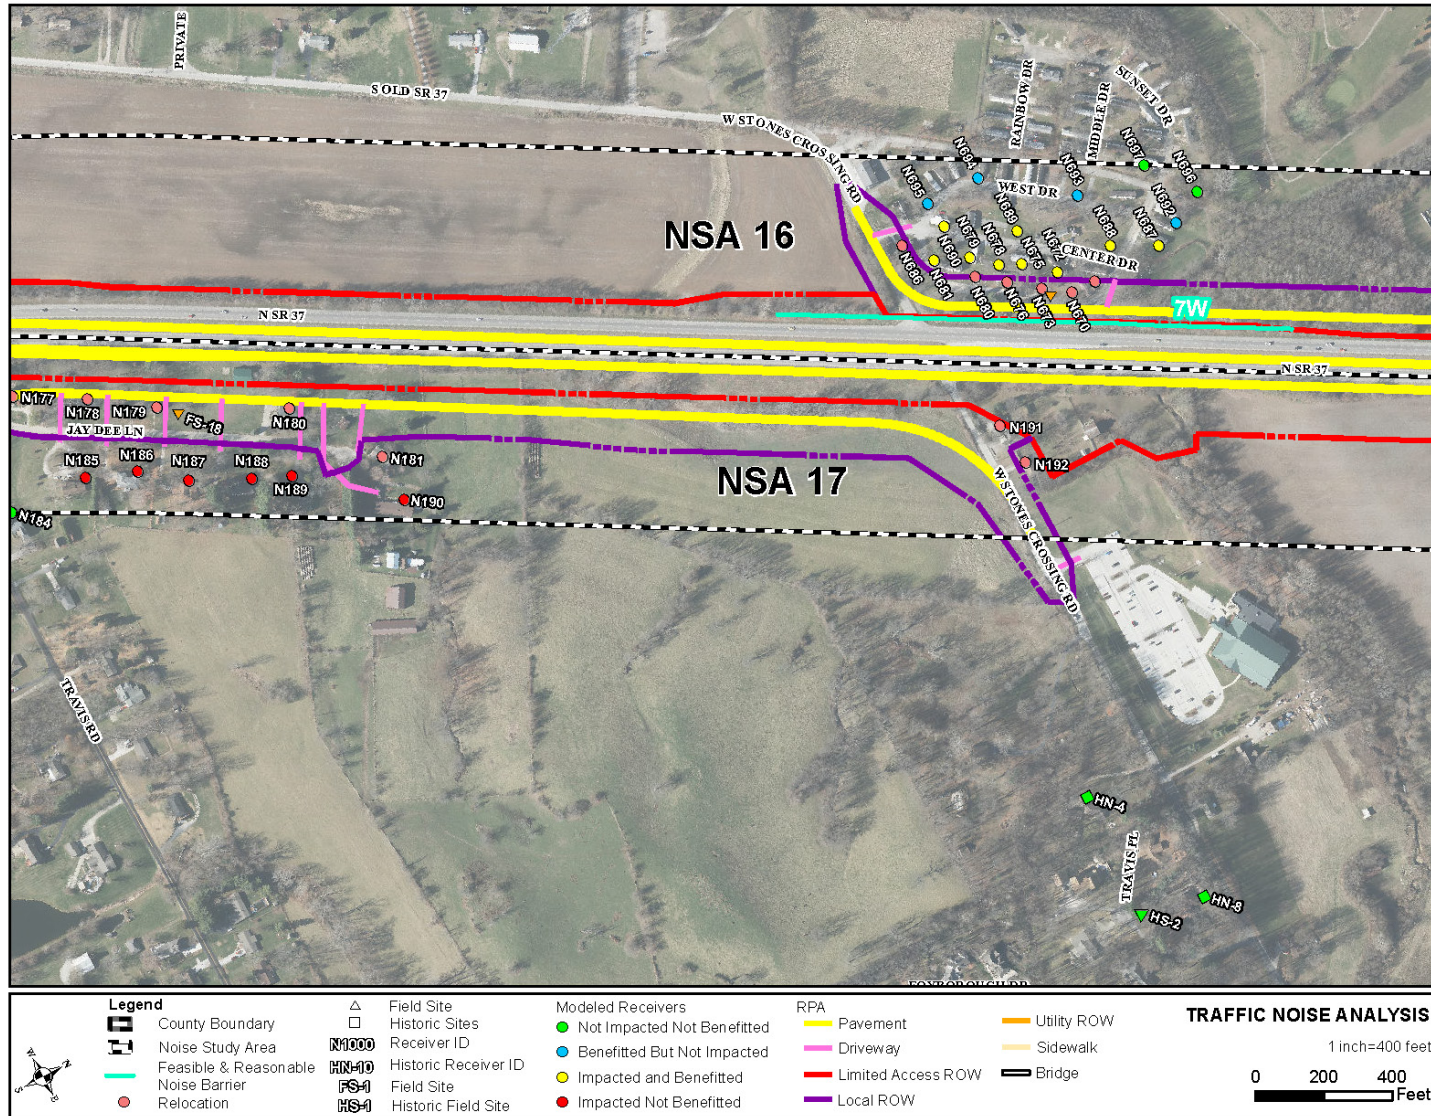 PRIVATE
S OLD SR 37
W STONES CROSSING RD
RAINBOW DR
MIDDLE DR
SUNSET DR
N694
N693
N697
N696
N695
WEST DR
N692
NSA 16
N689
N688
N687
N679
N678
N675
N672
CENTER DR
N690
N686
N681
N680
N676
N673
N670
7W
N SR 37
N SR 37
N177
N178
N179
FS-18
N180
JAY DEE LN
N191
N181
N192
N185
N186
N187
N188
N189
N190
NSA 17
N184
W STONES CROSSING RD
TRAVIS RD
HN-4
TRAVIS PL
HN-8
HS-2
FOXBOROUGH DR
Legend
County Boundary
Noise Study Area
Feasible & Reasonable
Noise Barrier
Relocation
Field Site
Historic Sites
N1000 Receiver ID
HN-10 Historic Receiver ID
FS-1 Field Site
HS-1 Historic Field Site
Modeled Receivers
Not Impacted Not Benefitted
Benefitted But Not Impacted
Impacted and Benefitted
Impacted Not Benefitted
RPA
Pavement
Driveway
Limited Access ROW
Local ROW
Utility ROW
Sidewalk
Bridge
TRAFFIC NOISE ANALYSIS
1 inch=400 feet
0 200 400
Feet
W
N
S
E